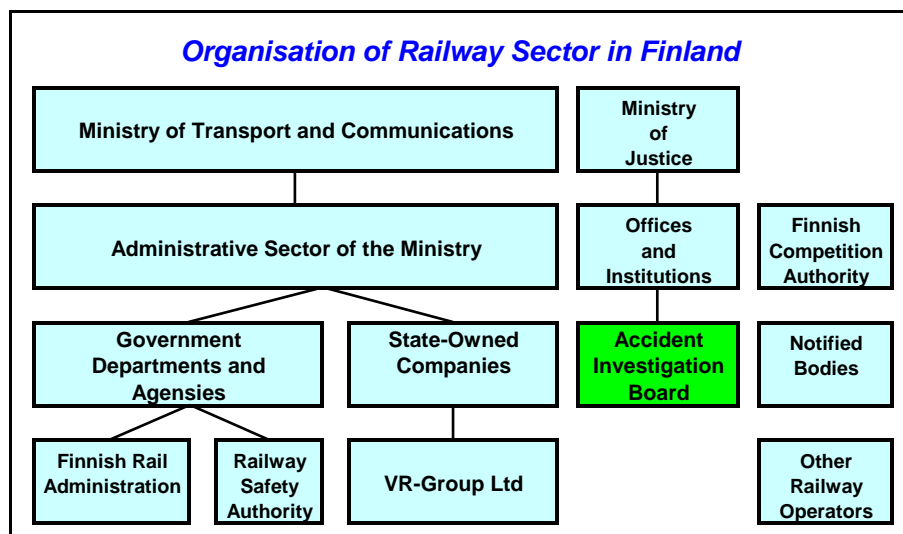 Organisation of Railway Sector in Finland
Ministry of Transport and Communications
Ministry
of
Justice
Administrative Sector of the Ministry
Offices
and
Institutions
Finnish
Competition
Authority
Government
Departments and
Agensies
State-Owned
Companies
Accident
Investigation
Board
Notified
Bodies
Finnish Rail
Administration
Railway
Safety
Authority
VR-Group Ltd
Other
Railway
Operators